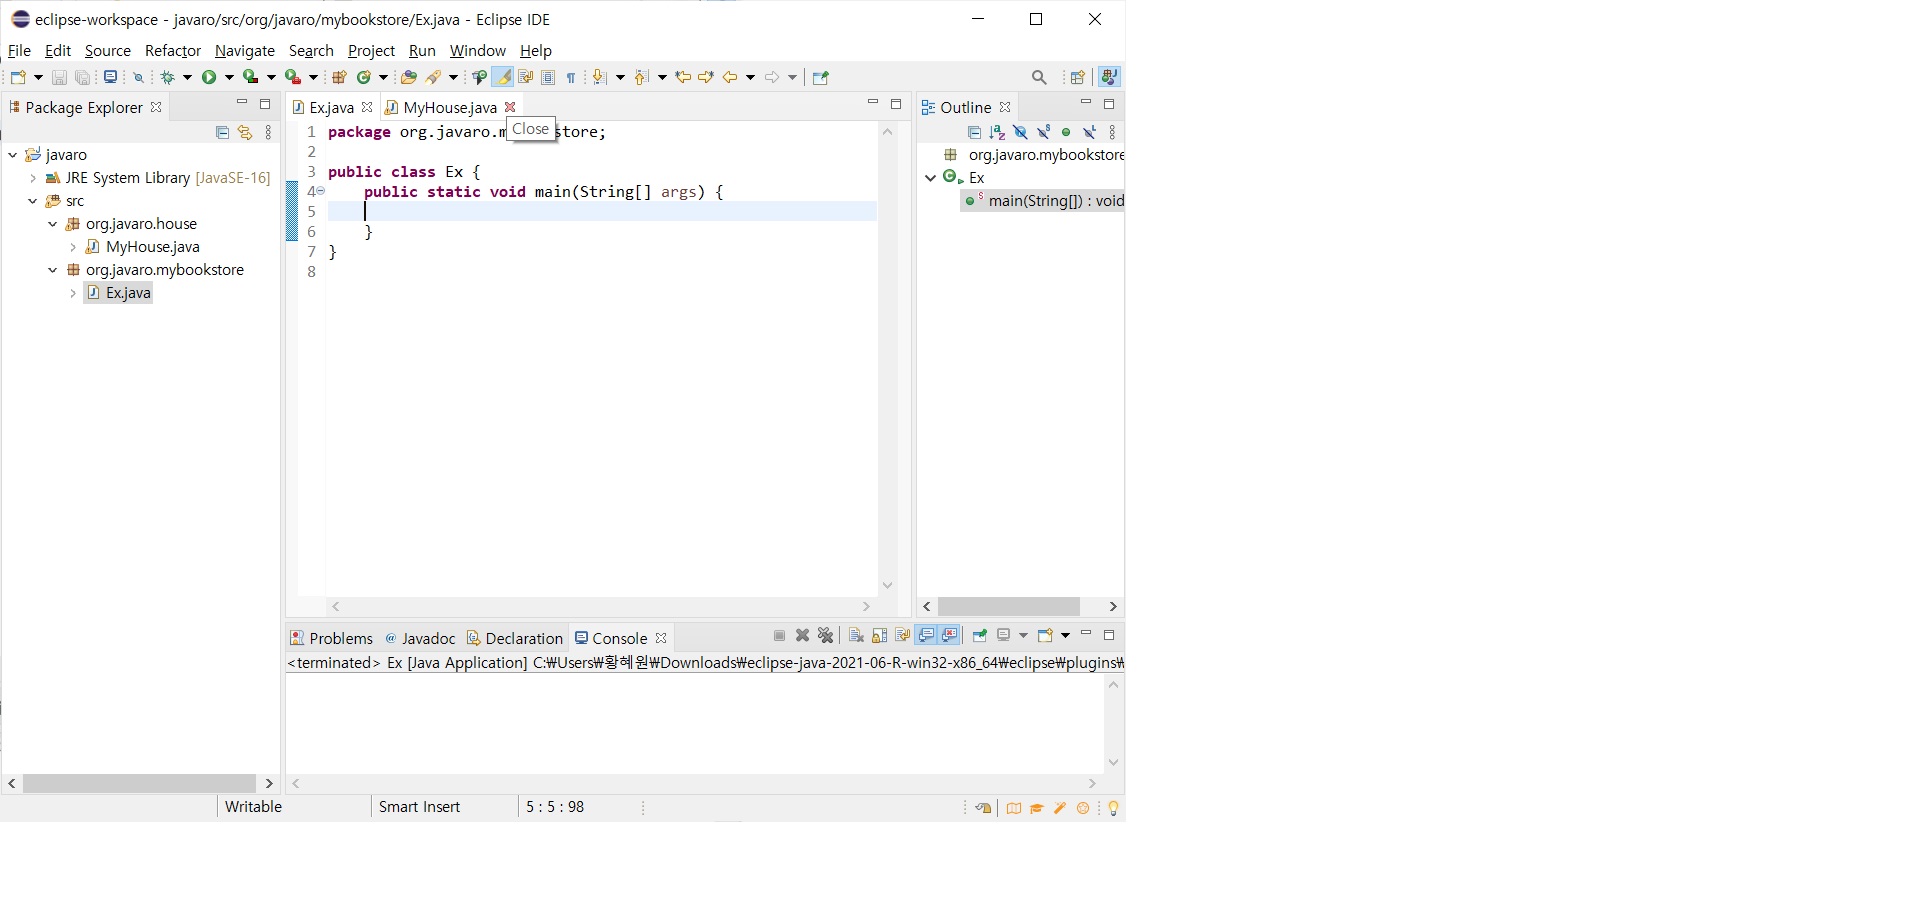 eclipse-workspace - javaro/src/org/javaro/mybookstore/Ex.java - Eclipse IDE
File Edit Source Refactor Navigate Search Project Run Window Help
Package Explorer
javaro
JRE System Library [JavaSE-16]
src
org.javaro.house
MyHouse.java
org.javaro.mybookstore
Ex.java
Ex.java MyHouse.java
Close
1 package org.javaro.m store;
2
3 public class Ex {
4 public static void main(String[] args) {
5
6 }
7 }
8
Outline
org.javaro.mybookstore
Ex
main(String[]) : void
Problems @ Javadoc Declaration Console
<terminated> Ex [Java Application] C:₩Users₩황혜원₩Downloads₩eclipse-java-2021-06-R-win32-x86_64₩eclipse₩plugins₩
Writable Smart Insert 5 : 5 : 98